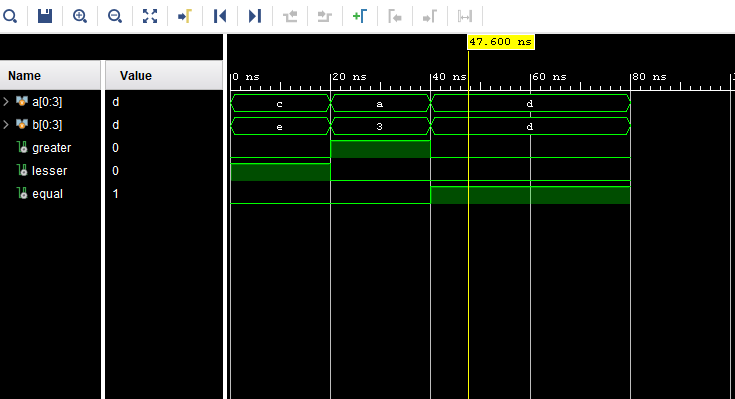 47.600 ns
Name Value
0 ns 20 ns 40 ns 60 ns 80 ns
a[0:3] d c a d
b[0:3] d e 3 d
greater 0
lesser 0
equal 1